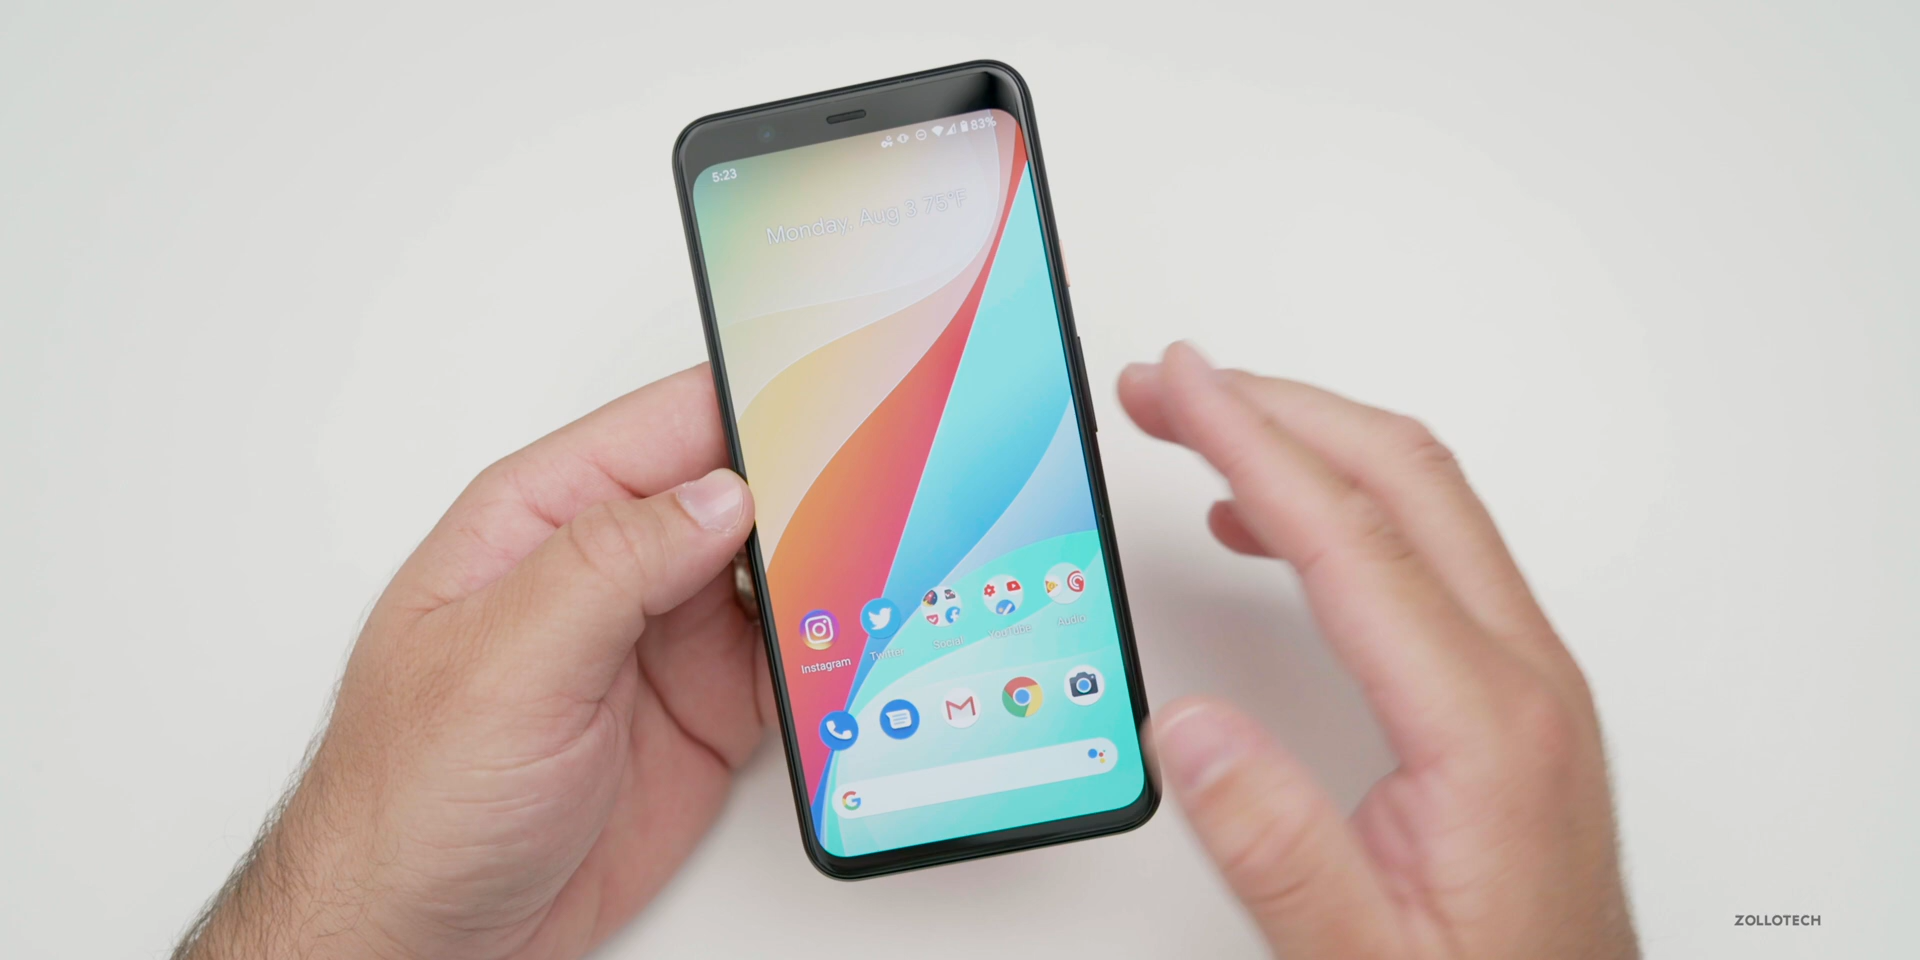 83%
5:23
Monday, Aug 3 75°F
Instagram
Twitter
Social
YouTube
Audio
ZOLLOTECH